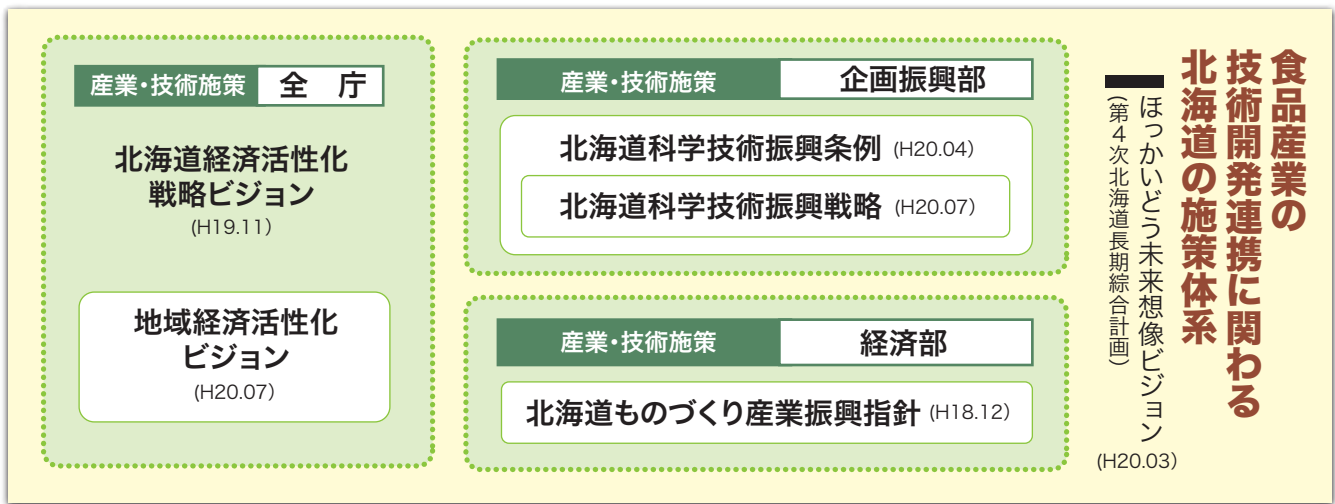 食品産業の
技術開発連携に関わる
北海道の施策体系
ほっかいどう未来想像ビジョン
(第4次北海道長期綜合計画)
(H20.03)
産業・技術施策 全 庁
北海道経済活性化
戦略ビジョン
(H19.11)
地域経済活性化
ビジョン
(H20.07)
産業・技術施策 企画振興部
北海道科学技術振興条例 (H20.04)
北海道科学技術振興戦略 (H20.07)
産業・技術施策 経済部
北海道ものづくり産業振興指針 (H18.12)